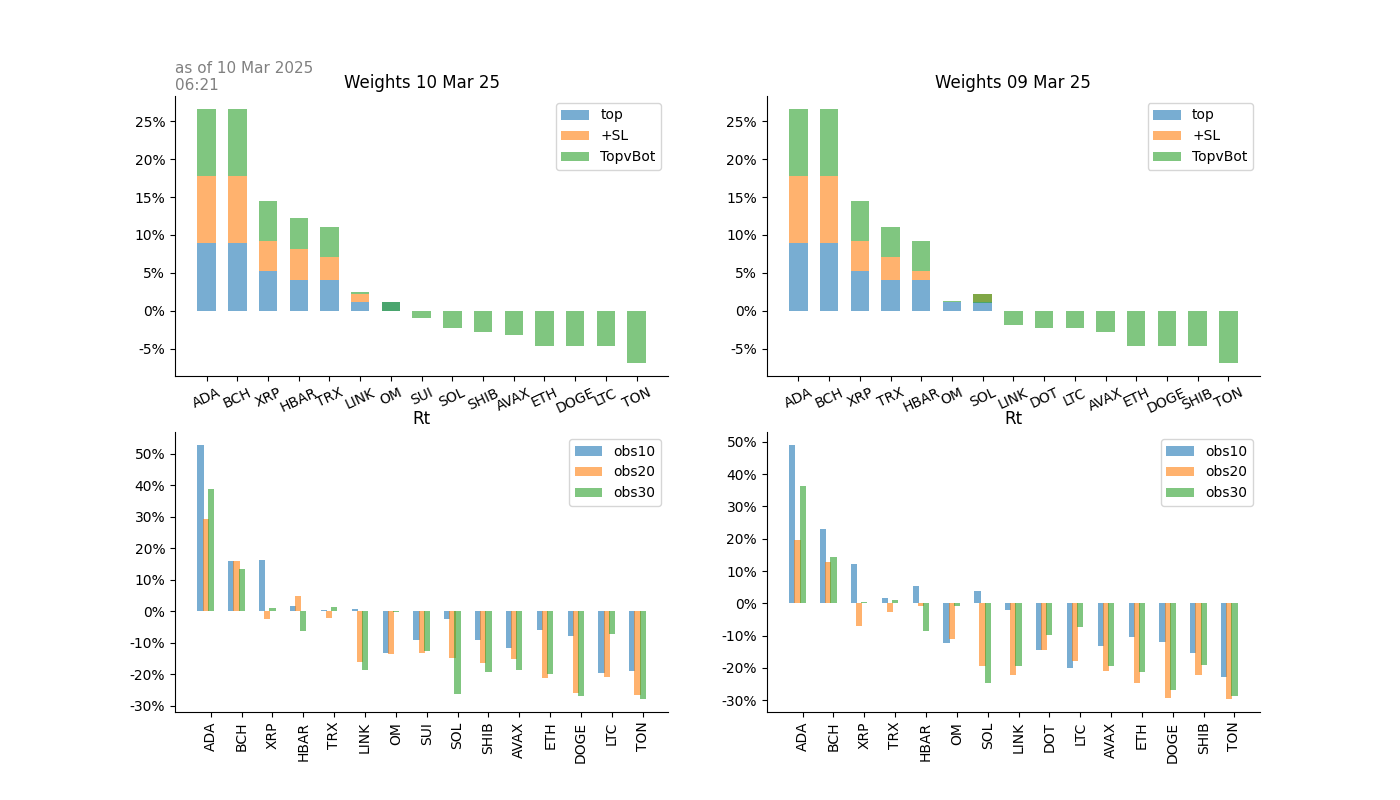 as of 10 Mar 2025
06:21
Weights 10 Mar 25
25%
20%
15%
10%
5%
0%
-5%
top
+SL
TopvBot
ADA BCH XRP HBAR TRX LINK OM SUI SOL SHIB AVAX ETH DOGE LTC TON
Weights 09 Mar 25
25%
20%
15%
10%
5%
0%
-5%
top
+SL
TopvBot
ADA BCH XRP TRX HBAR OM SOL LINK DOT LTC AVAX ETH DOGE SHIB TON
Rt
50%
40%
30%
20%
10%
0%
-10%
-20%
-30%
obs10
obs20
obs30
ADA BCH XRP HBAR TRX LINK OM SUI SOL SHIB AVAX ETH DOGE LTC TON
Rt
50%
40%
30%
20%
10%
0%
-10%
-20%
-30%
obs10
obs20
obs30
ADA BCH XRP TRX HBAR OM SOL LINK DOT LTC AVAX ETH DOGE SHIB TON